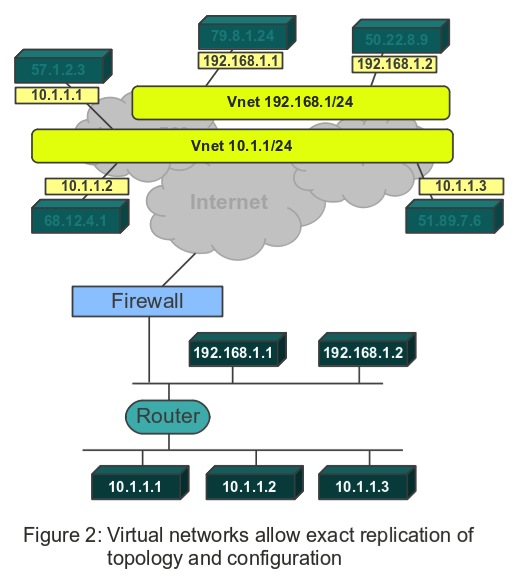 79.8.1.24
50.22.8.9
192.168.1.1
192.168.1.2
57.1.2.3
10.1.1.1
Vnet 192.168.1/24
Vnet 10.1.1/24
10.1.1.2
10.1.1.3
68.12.4.1
51.89.7.6
Internet
Firewall
192.168.1.1
192.168.1.2
Router
10.1.1.1
10.1.1.2
10.1.1.3
Figure 2: Virtual networks allow exact replication of
topology and configuration